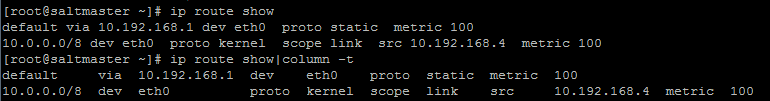 [root@saltmaster ~]# ip route show
default via 10.192.168.1 dev eth0  proto static  metric 100
10.0.0.0/8 dev eth0  proto kernel  scope link  src 10.192.168.4  metric 100
[root@saltmaster ~]# ip route show|column -t
default     via  10.192.168.1  dev    eth0    proto  static  metric  100
10.0.0.0/8  dev  eth0          proto  kernel  scope  link    src     10.192.168.4  metric  100